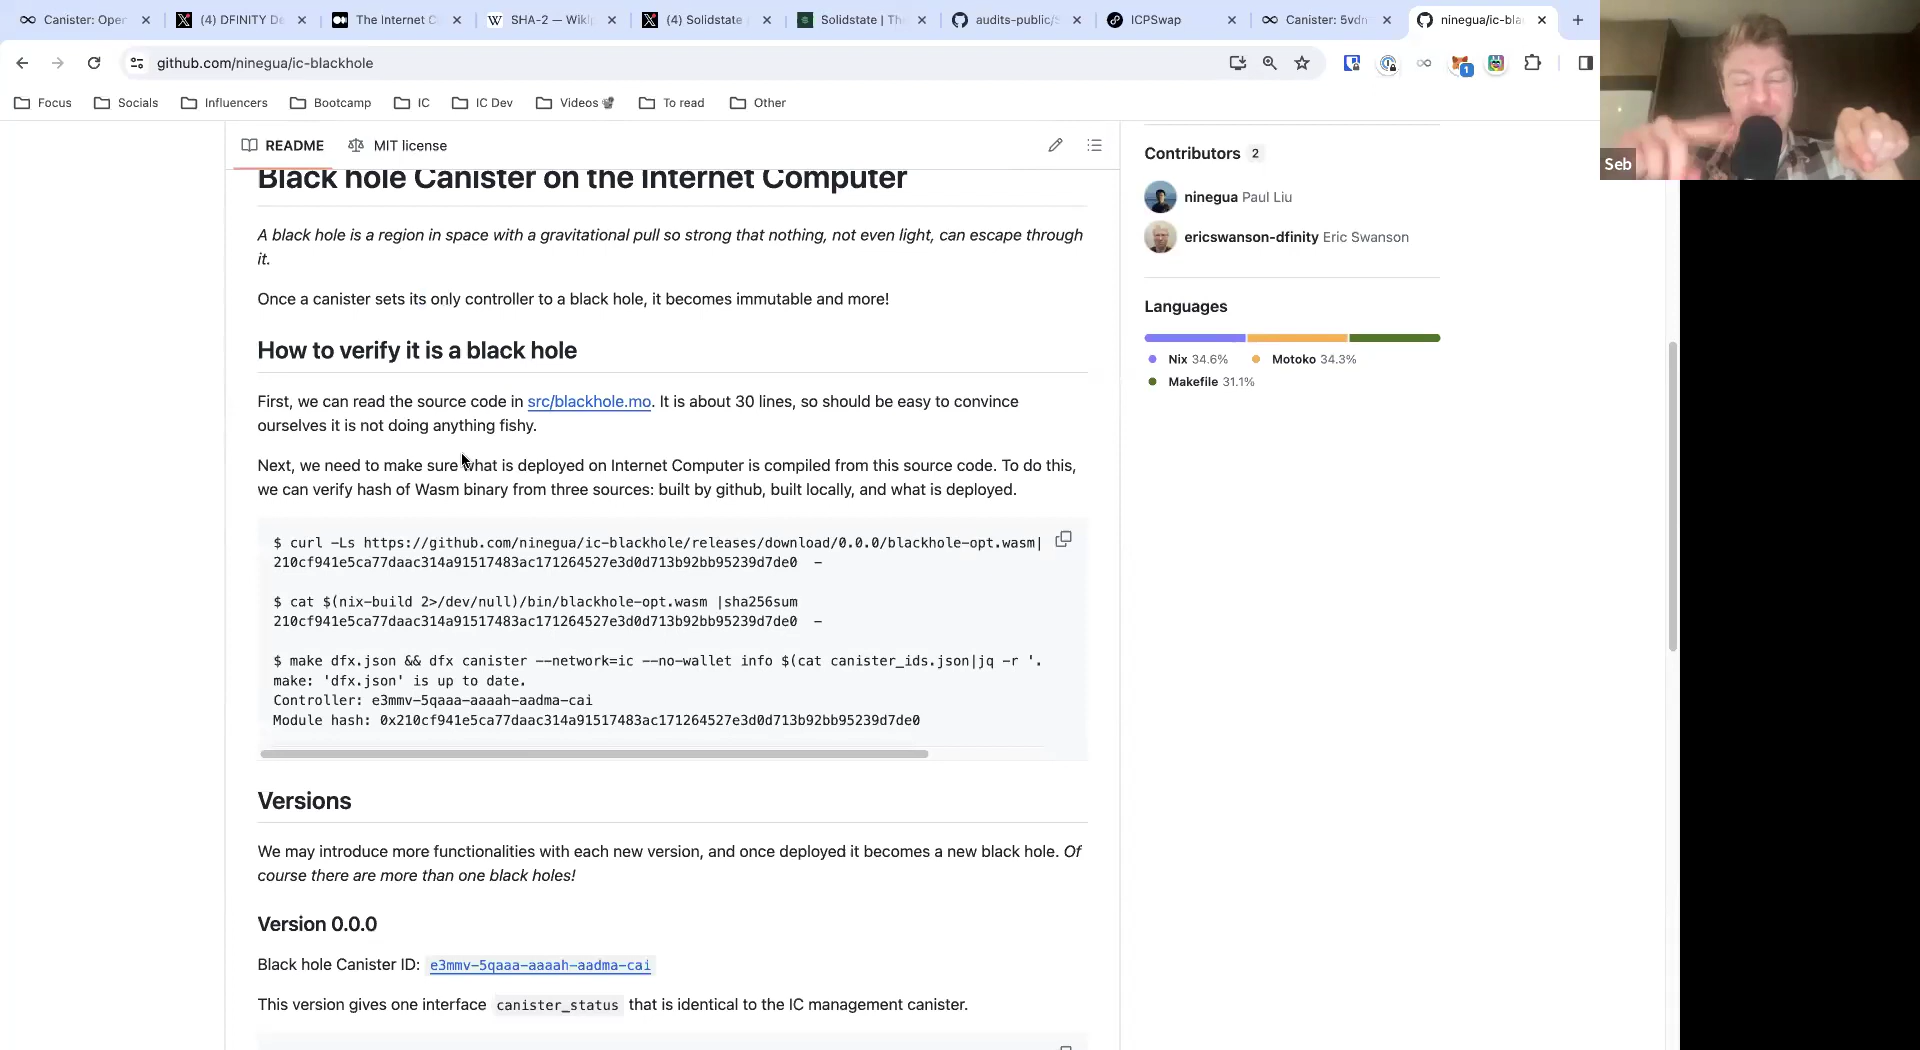 Canister: Oper
(4) DFINITY De
The Internet C
SHA-2 — Wiki
(4) Solidstate
Solidstate | Th
audits-public/S
ICPSwap
Canister: 5vdn
ninegua/ic-bla
github.com/ninegua/ic-blackhole
1
Focus
Socials
Influencers
Bootcamp
IC
IC Dev
Videos
To read
Other
Seb
README
MIT license
Black hole Canister on the Internet Computer
A black hole is a region in space with a gravitational pull so strong that nothing, not even light, can escape through
it.
Once a canister sets its only controller to a black hole, it becomes immutable and more!
How to verify it is a black hole
First, we can read the source code in src/blackhole.mo. It is about 30 lines, so should be easy to convince
ourselves it is not doing anything fishy.
Next, we need to make sure what is deployed on Internet Computer is compiled from this source code. To do this,
we can verify hash of Wasm binary from three sources: built by github, built locally, and what is deployed.
$ curl -Ls https://github.com/ninegua/ic-blackhole/releases/download/0.0.0/blackhole-opt.wasm|
210cf941e5ca77daac314a91517483ac171264527e3d0d713b92bb95239d7de0  -
$ cat $(nix-build 2>/dev/null)/bin/blackhole-opt.wasm |sha256sum
210cf941e5ca77daac314a91517483ac171264527e3d0d713b92bb95239d7de0  -
$ make dfx.json && dfx canister --network=ic --no-wallet info $(cat canister_ids.json|jq -r '.
make: 'dfx.json' is up to date.
Controller: e3mmv-5qaaa-aaaah-aadma-cai
Module hash: 0x210cf941e5ca77daac314a91517483ac171264527e3d0d713b92bb95239d7de0
Versions
We may introduce more functionalities with each new version, and once deployed it becomes a new black hole. Of
course there are more than one black holes!
Version 0.0.0
Black hole Canister ID: e3mmv-5qaaa-aaaah-aadma-cai
This version gives one interface canister_status that is identical to the IC management canister.
Contributors 2
ninegua Paul Liu
ericswanson-dfinity Eric Swanson
Languages
Nix 34.6%
Motoko 34.3%
Makefile 31.1%